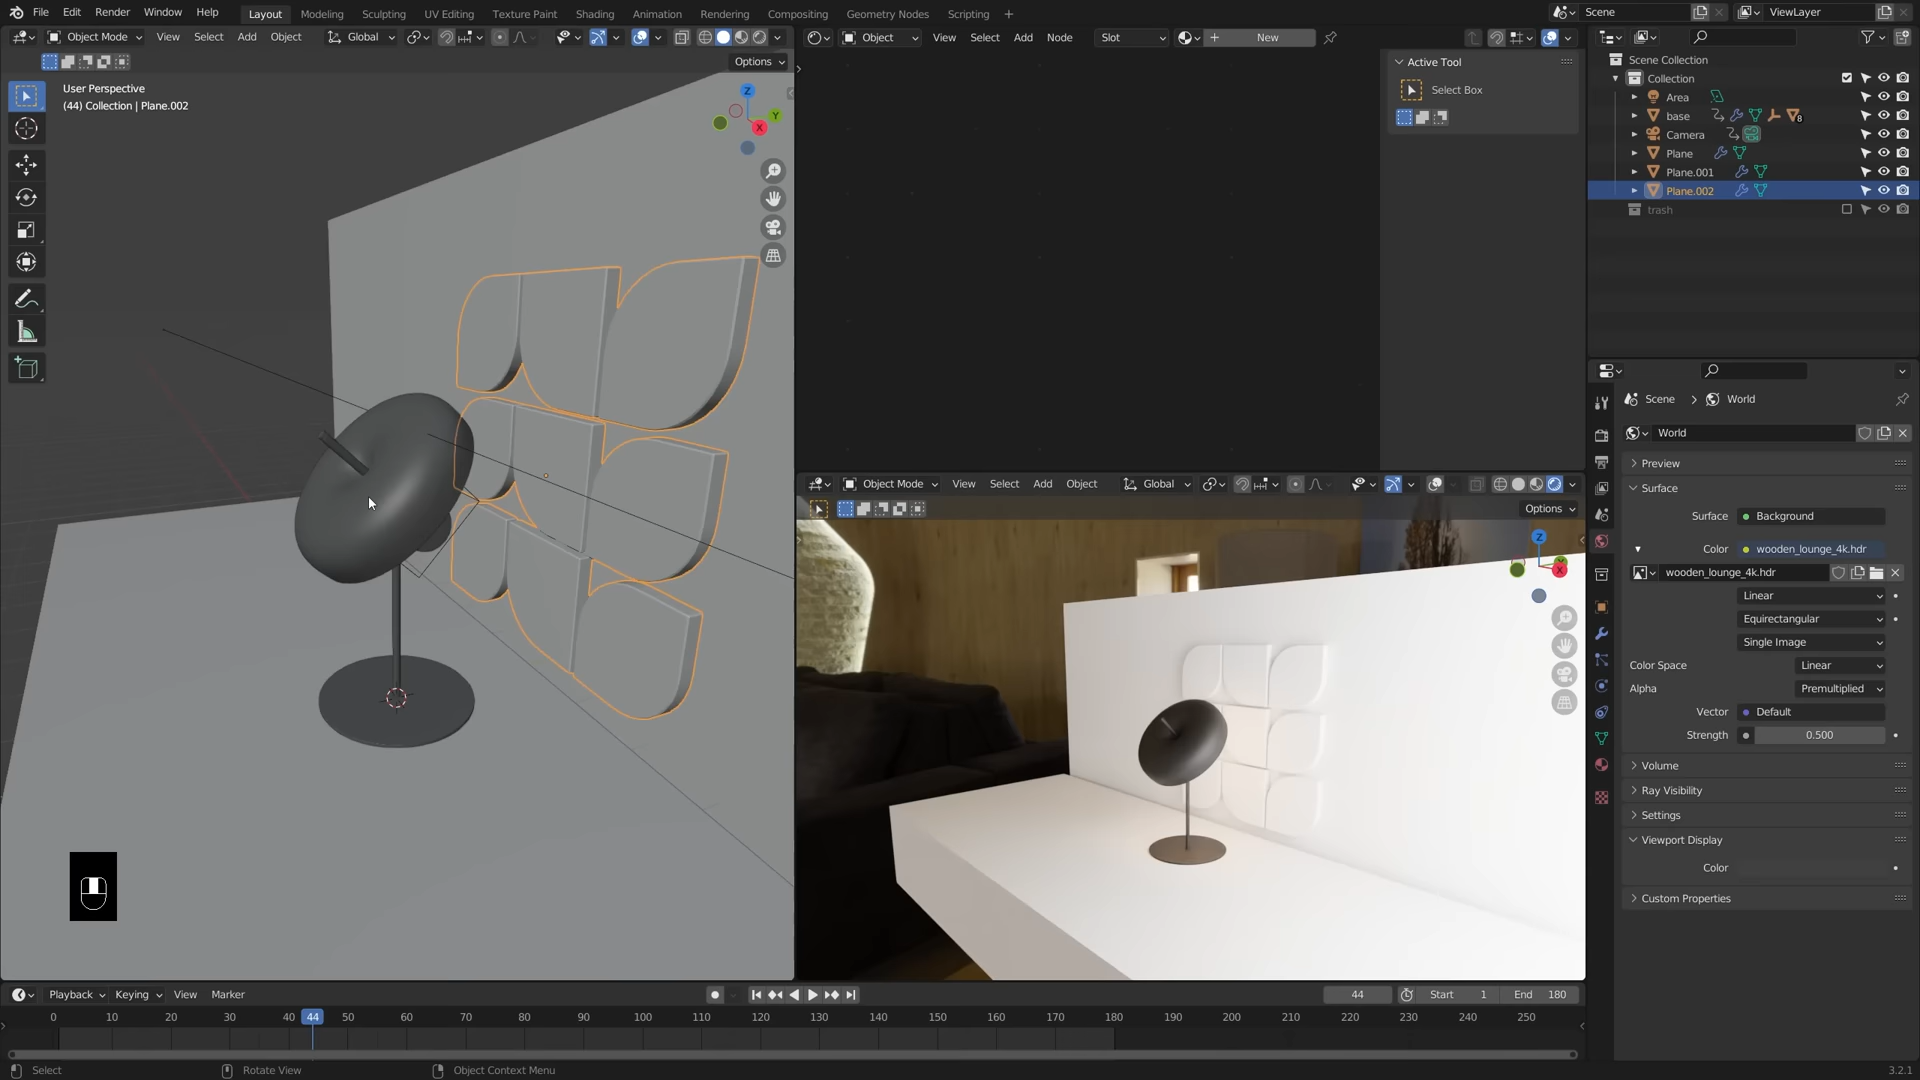 File Edit Render Window Help Layout Modeling Sculpting UV Editing Texture Paint Shading Animation Rendering Compositing Geometry Nodes Scripting + Scene ViewLayer
Object Mode View Select Add Object Global
Object View Select Add Node Slot New
Options
User Perspective
(44) Collection | Plane.002
Z
Y
X
Active Tool
Select Box
Scene Collection
Collection
Area
base 8
Camera
Plane
Plane.001
Plane.002
trash
Object Mode View Select Add Object Global
Options
Z
X
Scene > World
World
Preview
Surface
Surface Background
Color wooden_lounge_4k.hdr
wooden_lounge_4k.hdr
Linear
Equirectangular
Single Image
Color Space Linear
Alpha Premultiplied
Vector Default
Strength 0.500
Volume
Ray Visibility
Settings
Viewport Display
Color
Custom Properties
Playback Keying View Marker 44 Start 1 End 180
0 10 20 30 40 44 50 60 70 80 90 100 110 120 130 140 150 160 170 180 190 200 210 220 230 240 250
Select Rotate View Object Context Menu 3.2.1